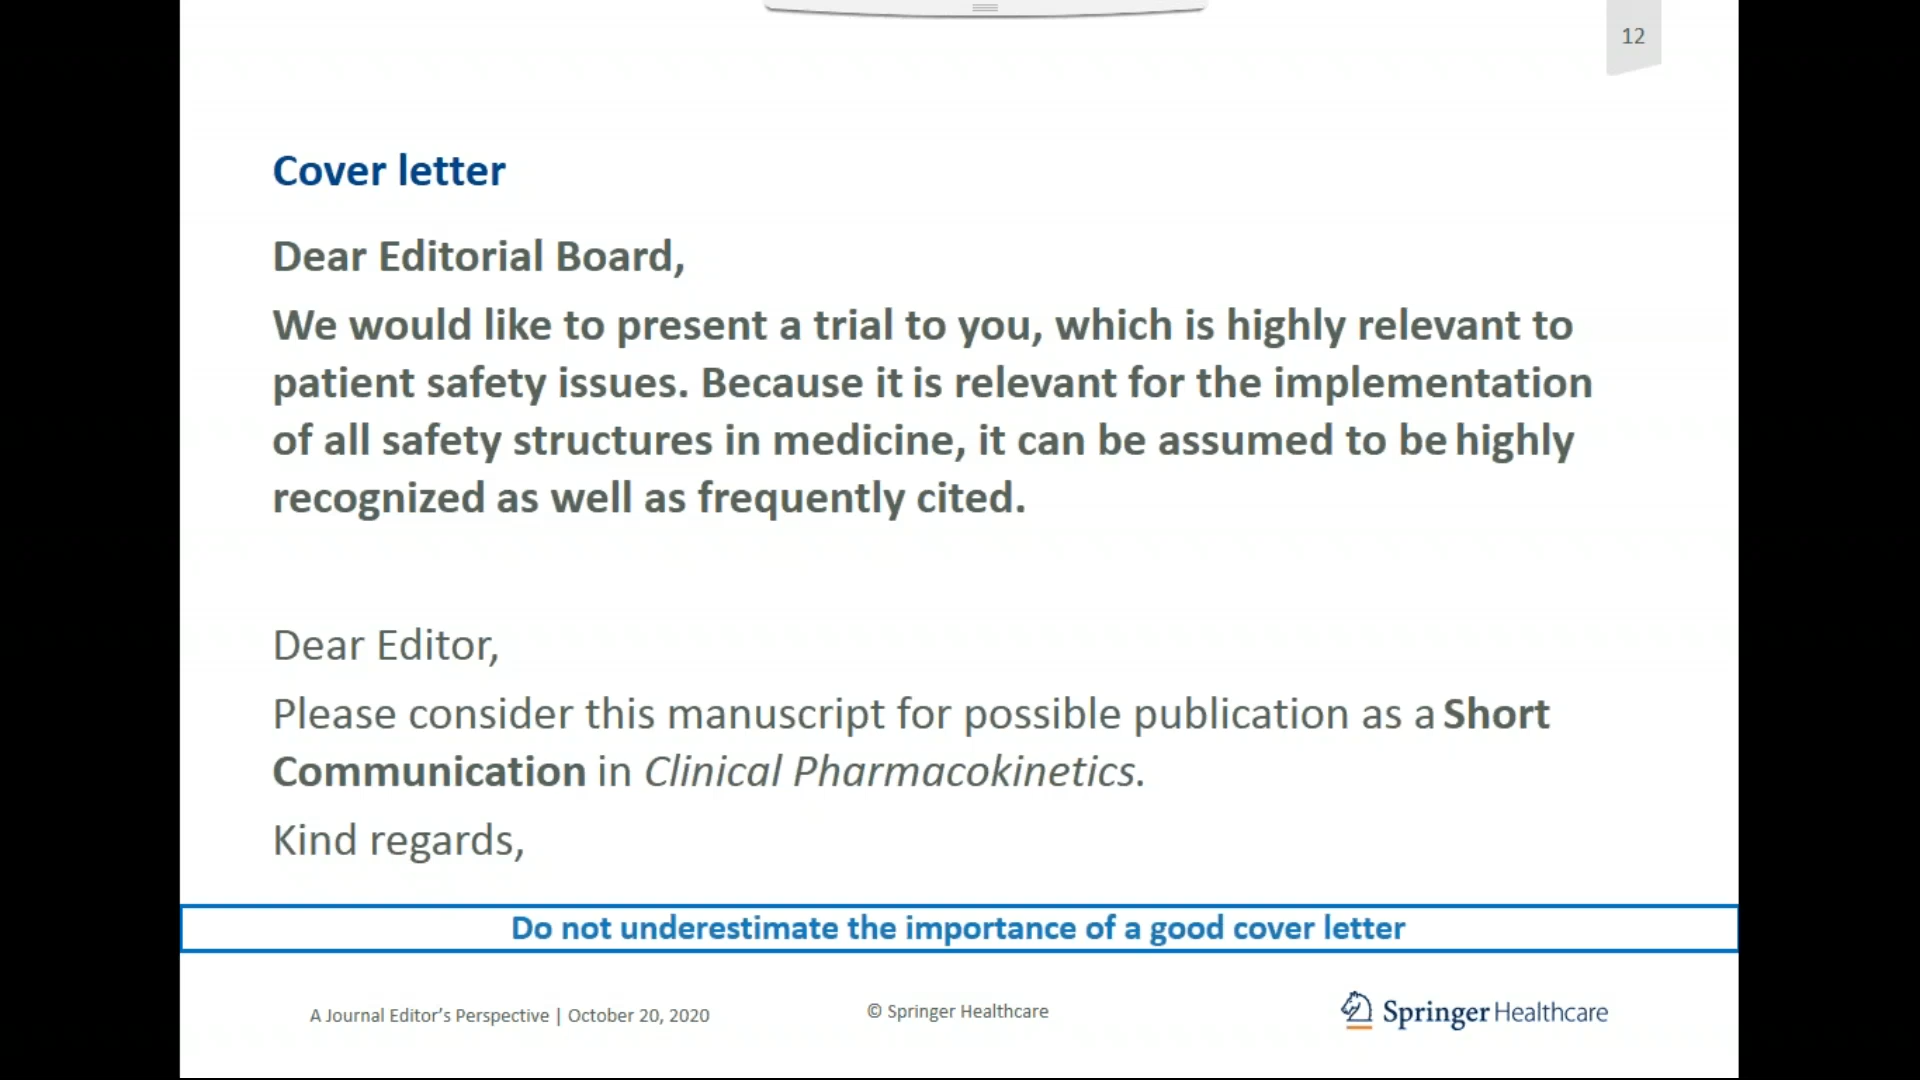 12
Cover letter
Dear Editorial Board,
We would like to present a trial to you, which is highly relevant to
patient safety issues. Because it is relevant for the implementation
of all safety structures in medicine, it can be assumed to be highly
recognized as well as frequently cited.
Dear Editor,
Please consider this manuscript for possible publication as a Short
Communication in Clinical Pharmacokinetics.
Kind regards,
Do not underestimate the importance of a good cover letter
A Journal Editor's Perspective | October 20, 2020
© Springer Healthcare
Springer Healthcare